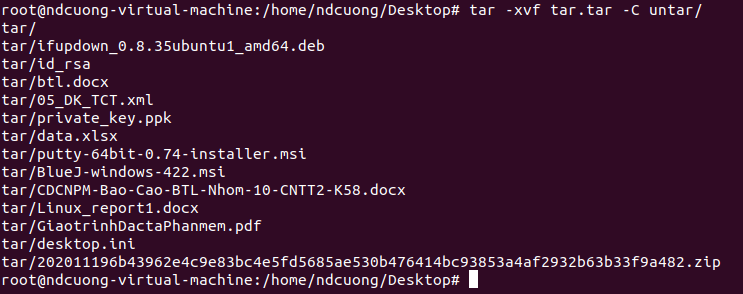 root@ndcuong-virtual-machine:/home/ndcuong/Desktop# tar -xvf tar.tar -C untar/
tar/
tar/ifupdown_0.8.35ubuntu1_amd64.deb
tar/id_rsa
tar/btl.docx
tar/05_DK_TCT.xml
tar/private_key.ppk
tar/data.xlsx
tar/putty-64bit-0.74-installer.msi
tar/BlueJ-windows-422.msi
tar/CDCNPM-Bao-Cao-BTL-Nhom-10-CNTT2-K58.docx
tar/Linux_report1.docx
tar/GiaotrinhDactaPhanmem.pdf
tar/desktop.ini
tar/202011196b43962e4c9e83bc4e5fd5685ae530b476414bc93853a4af2932b63b33f9a482.zip
root@ndcuong-virtual-machine:/home/ndcuong/Desktop#